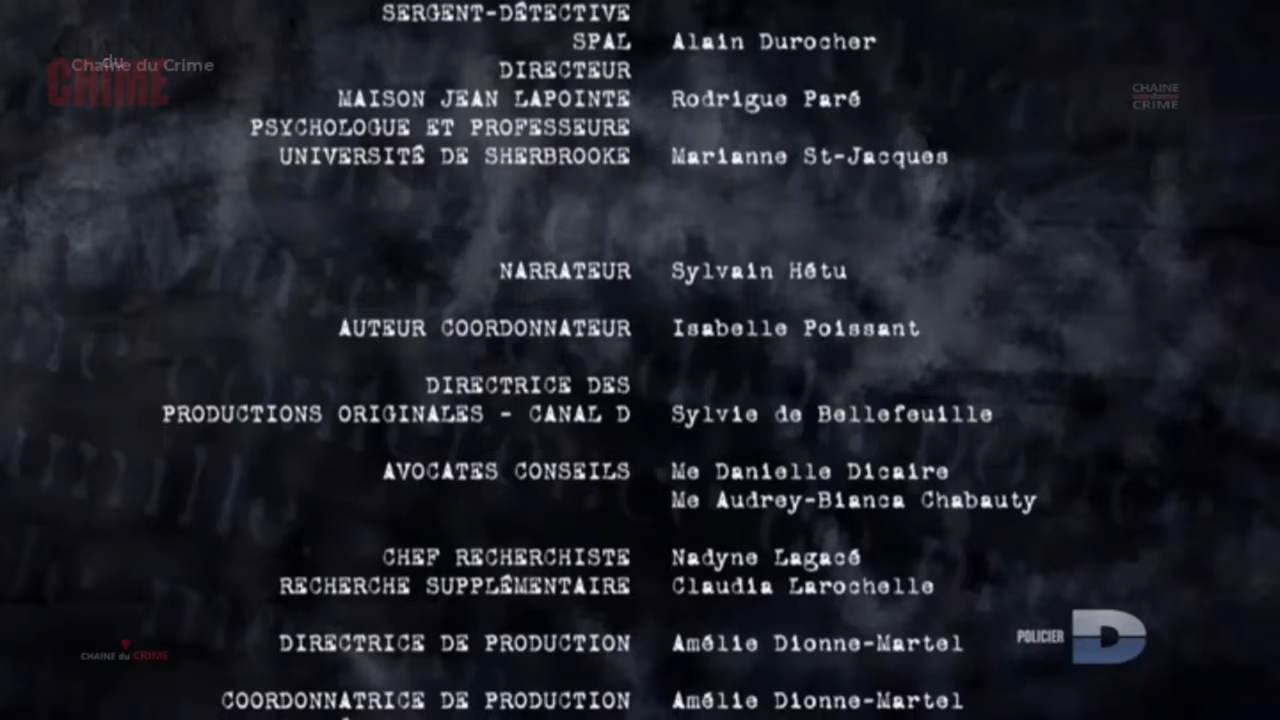 SERGENT-DÉTECTIVE
SPAL Alain Durocher
Chaîne du Crime
du
CRIME
DIRECTEUR
MAISON JEAN LAPOINTE Rodrigue Paré
CHAINE
du
CRIME
PSYCHOLOGUE ET PROFESSEURE
UNIVERSITÉ DE SHERBROOKE Marianne St-Jacques
NARRATEUR Sylvain Hétu
AUTEUR COORDONNATEUR Isabelle Poissant
DIRECTRICE DES
PRODUCTIONS ORIGINALES - CANAL D Sylvie de Bellefeuille
AVOCATES CONSEILS Me Danielle Dicaire
Me Audrey-Bianca Chabauty
CHEF RECHERCHISTE Nadyne Lagacé
RECHERCHE SUPPLÉMENTAIRE Claudia Larochelle
DIRECTRICE DE PRODUCTION Amélie Dionne-Martel
POLICIER D
CHAINE du CRIME
COORDONNATRICE DE PRODUCTION Amélie Dionne-Martel